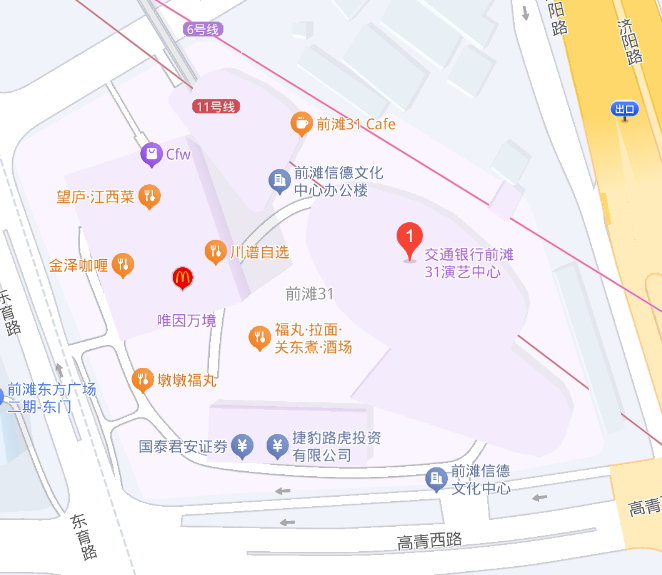 6号线
济阳路
济阳路
出口
11号线
前滩31 Cafe
Cfw
前滩信德文化
中心办公楼
望庐·江西菜
川谱自选
交通银行前滩
31演艺中心
金泽咖喱
前滩31
唯因万境
东育路
福丸·拉面·
关东煮·酒场
墩墩福丸
前滩东方广场
二期-东门
国泰君安证券
捷豹路虎投资
有限公司
前滩信德
文化中心
高青西路
高青西路
东育路
1